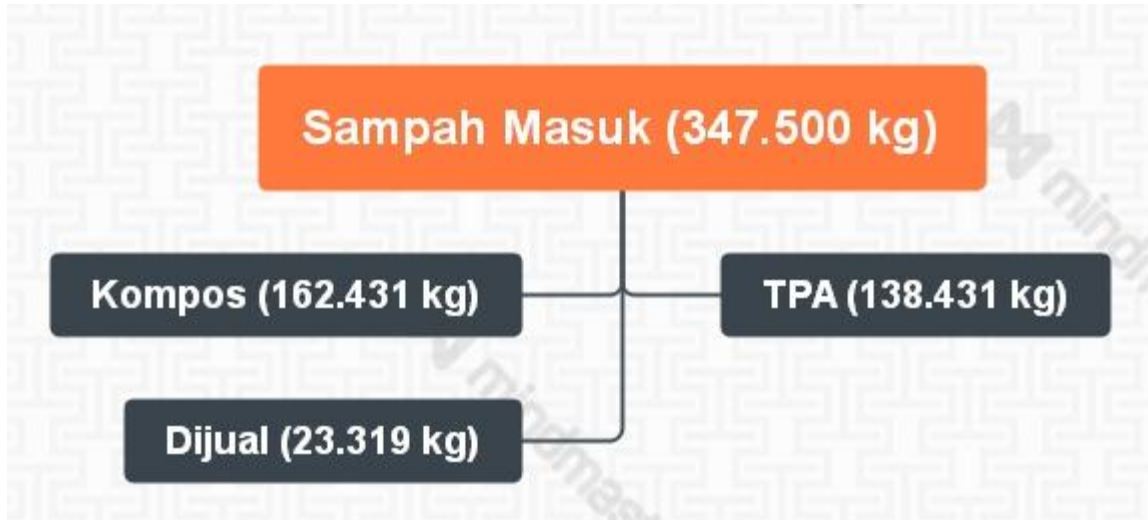 Sampah Masuk (347.500 kg)
Kompos (162.431 kg)
TPA (138.431 kg)
Dijual (23.319 kg)